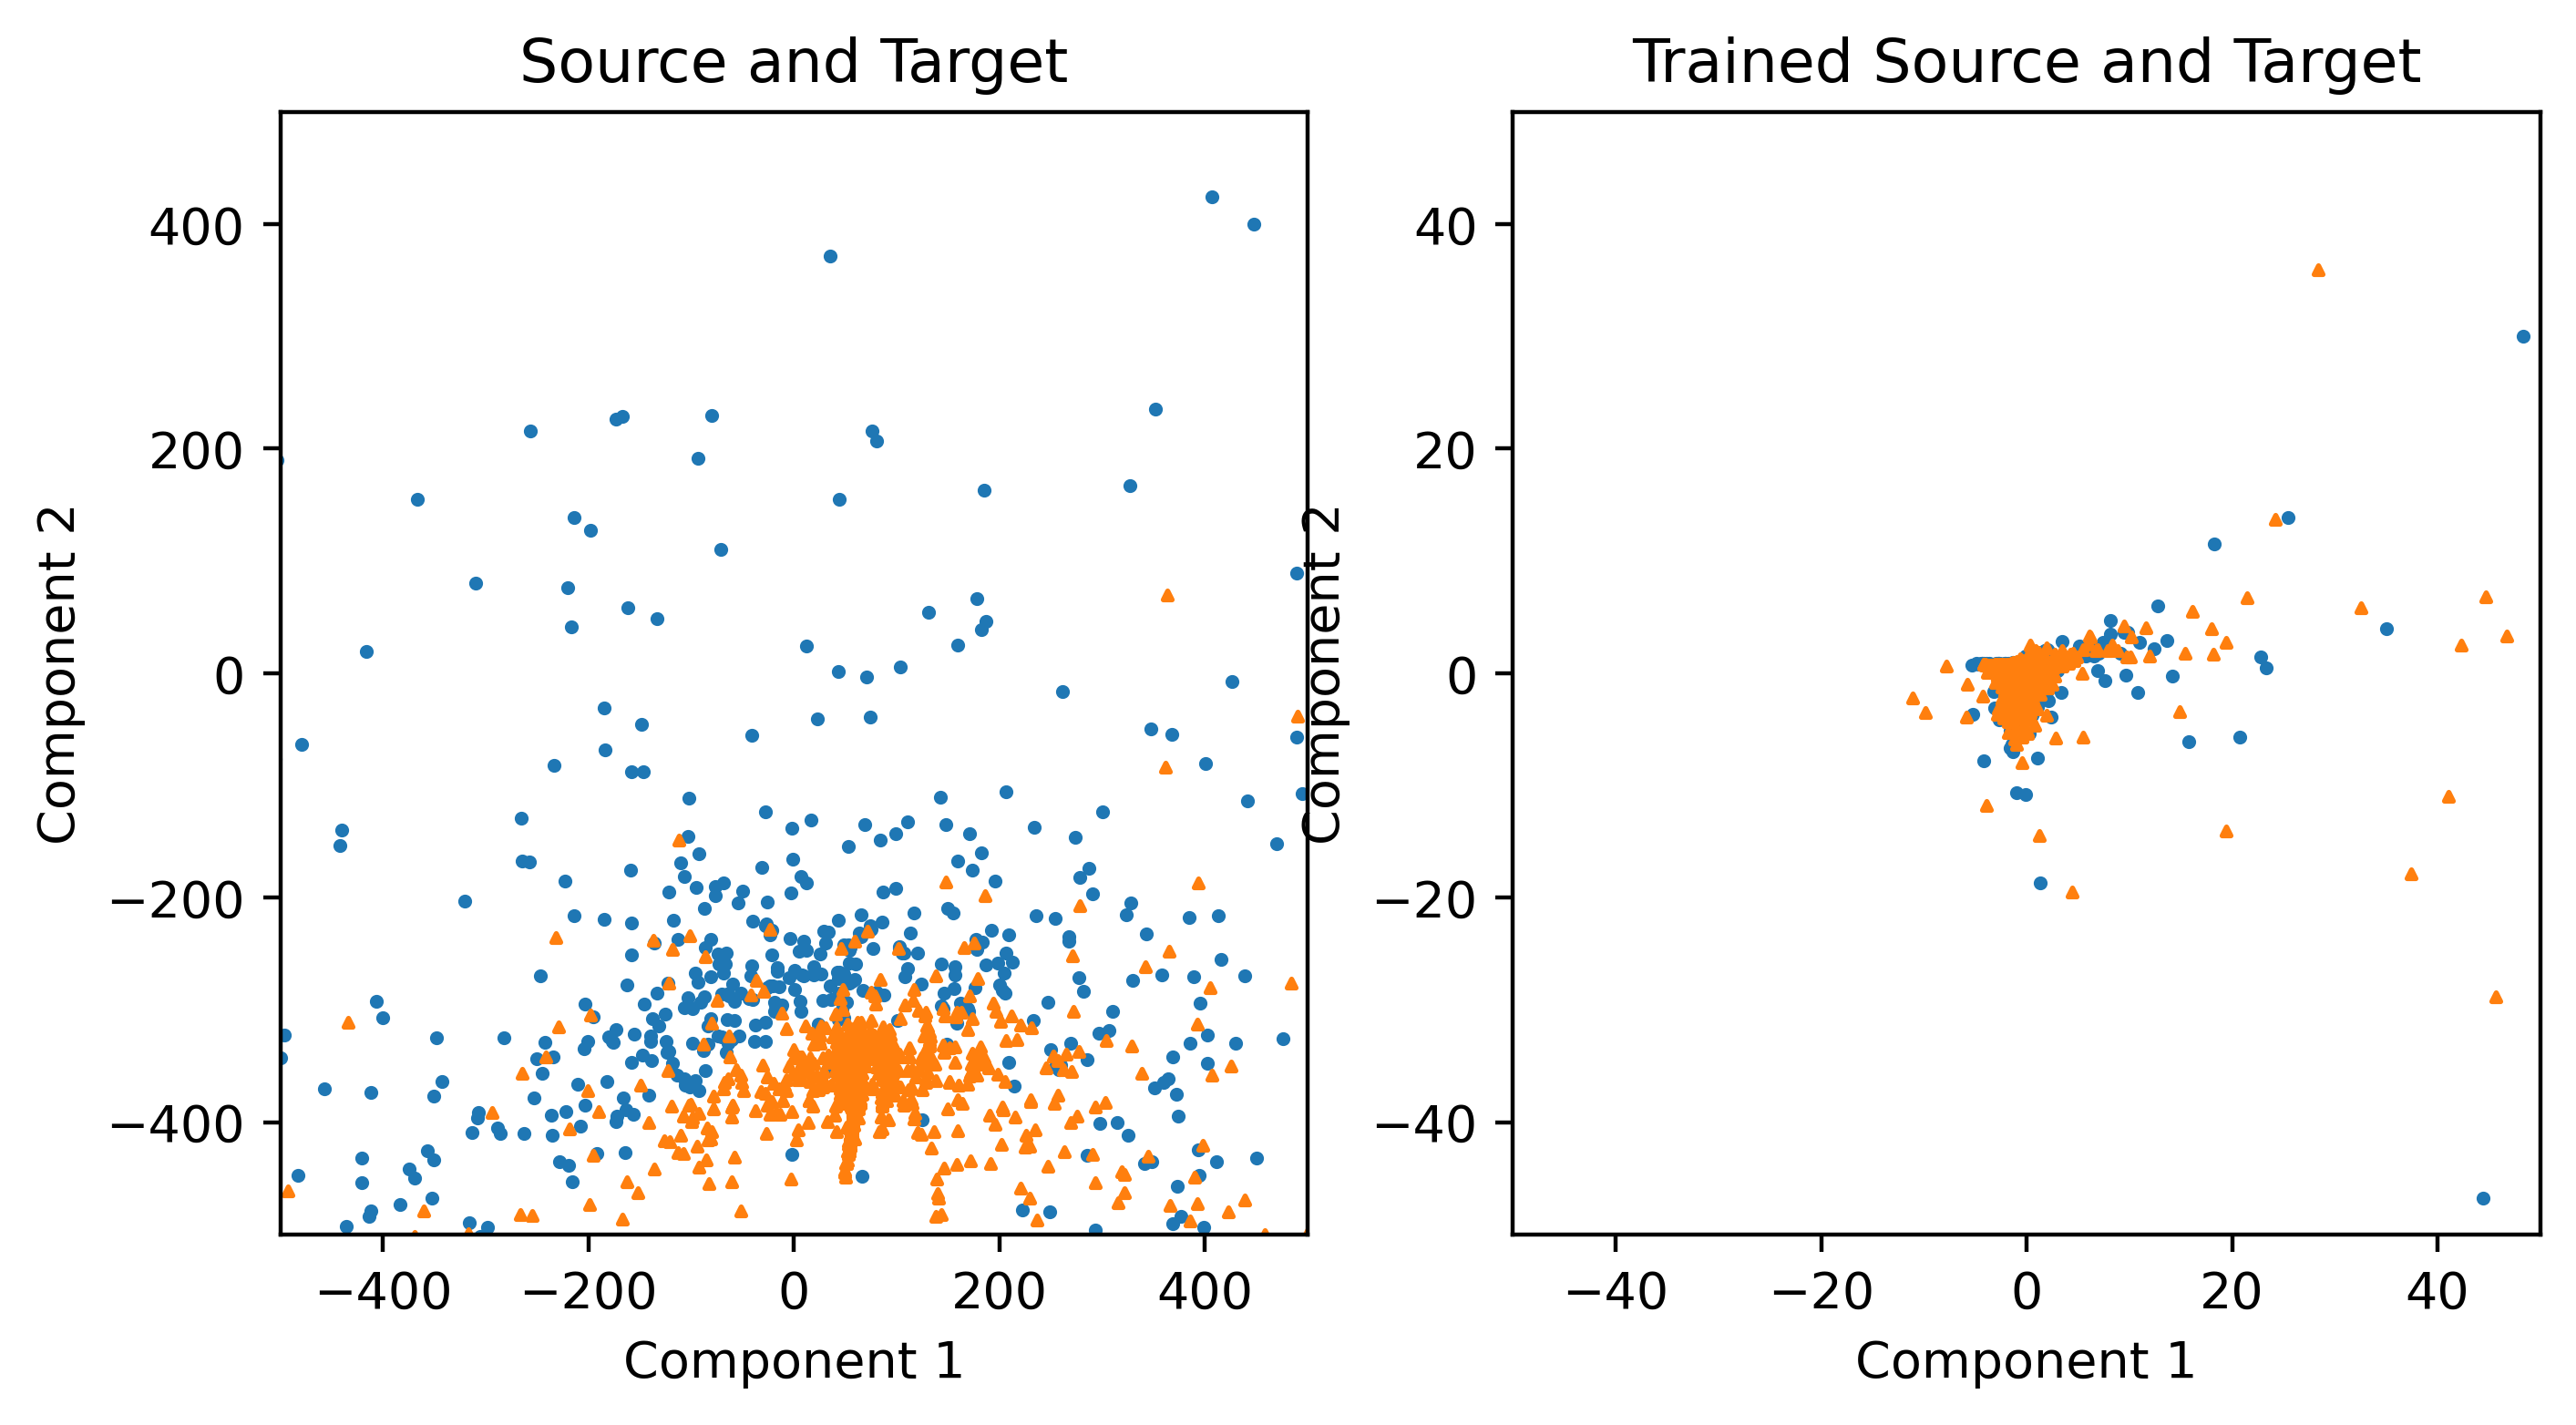 Source and Target
Trained Source and Target
400
200
0
−200
−400
Component 2
−400 −200 0 200 400
Component 1
40
20
0
−20
−40
Component 2
−40 −20 0 20 40
Component 1